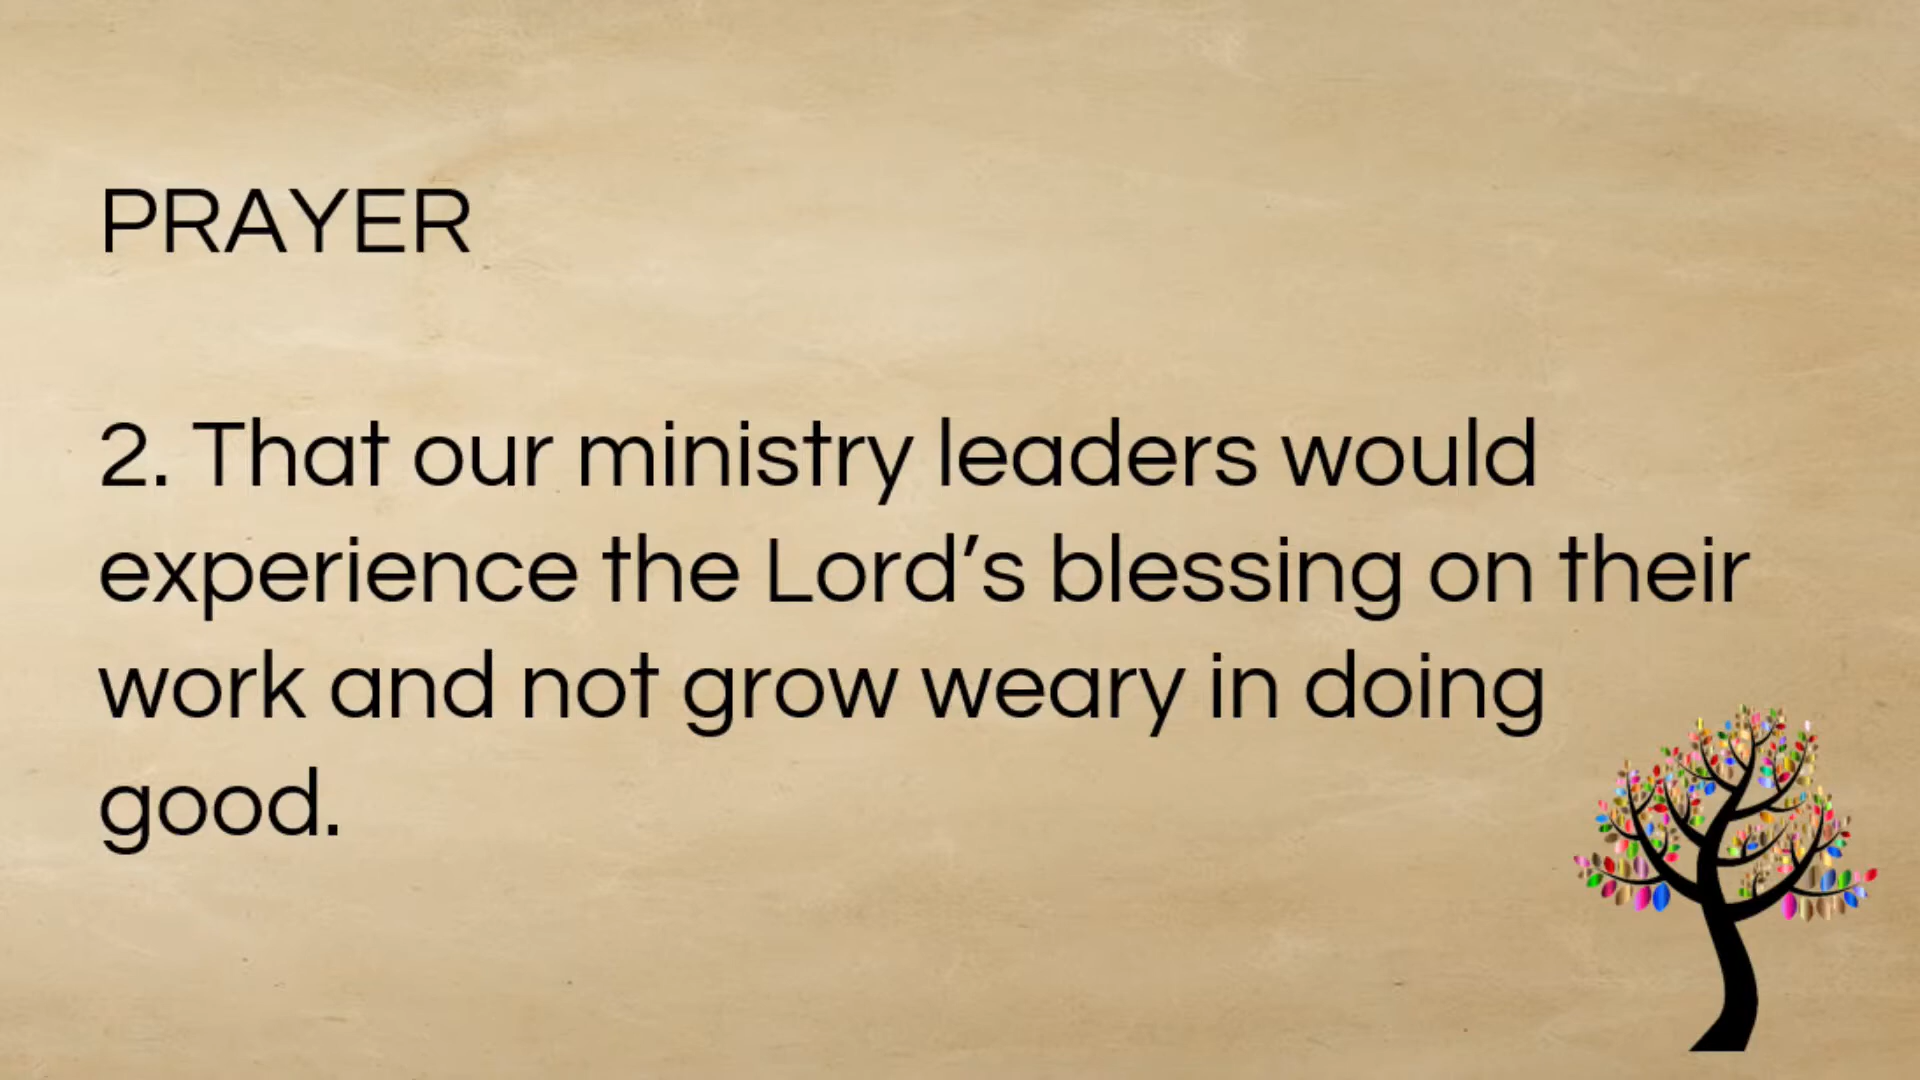 PRAYER
2. That our ministry leaders would
experience the Lord’s blessing on their
work and not grow weary in doing
good.